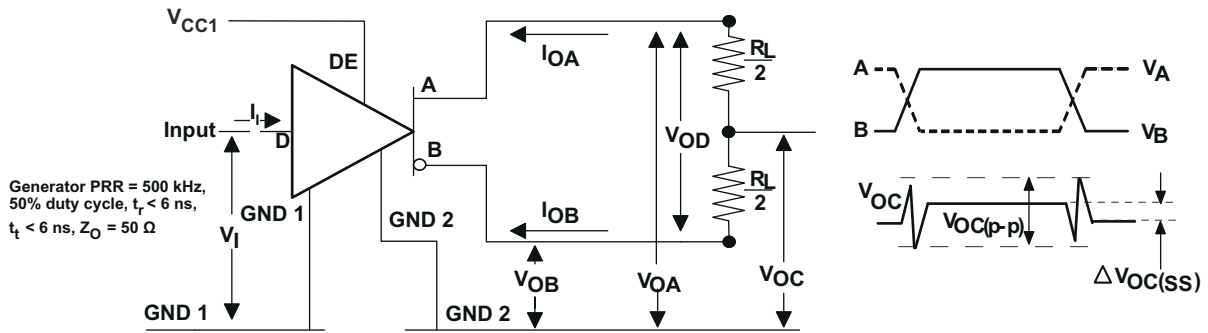 VCC1
DE
IOA
RL
2
A
II
Input
D
B
VOD
RL
2
Generator PRR = 500 kHz,
50% duty cycle, tr < 6 ns,
tt < 6 ns, ZO = 50 Ω
GND 1
GND 2
IOB
VI
VOB
VOA
VOC
GND 1
GND 2
A
VA
B
VB
VOC
VOC(p-p)
Δ VOC(SS)